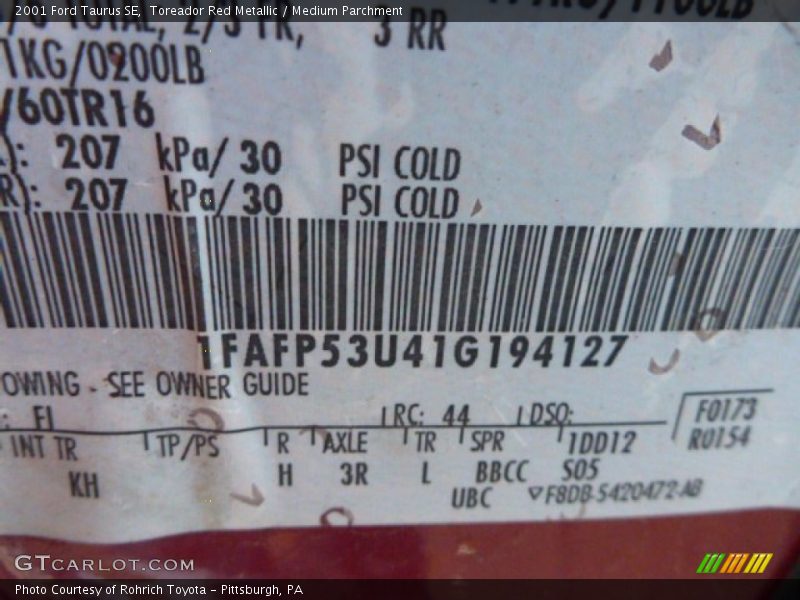 2001 Ford Taurus SE, Toreador Red Metallic / Medium Parchment
3 RR
1KG/0200LB
/60TR16
): 207 kPa/ 30 PSI COLD
R): 207 kPa/ 30 PSI COLD
1FAFP53U41G194127
OWING - SEE OWNER GUIDE
: FI RC: 44 DSO: F0173
INT TR TP/PS R AXLE TR SPR 1DD12 R0154
KH H 3R L BBCC S05
UBC ▽F8DB-5420472-AB
GTCARLOT.COM
Photo Courtesy of Rohrich Toyota - Pittsburgh, PA